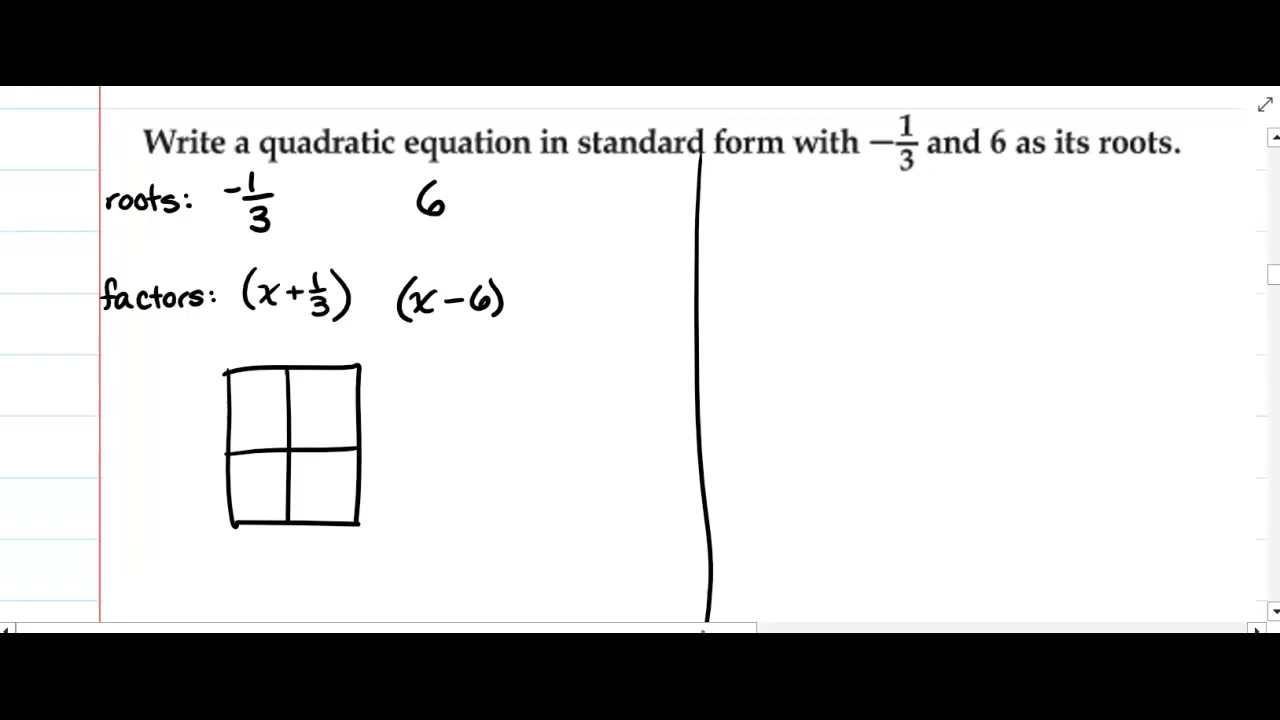 Write a quadratic equation in standard form with −1/3 and 6 as its roots.
roots: -1/3 6
factors: (x + 1/3) (x - 6)